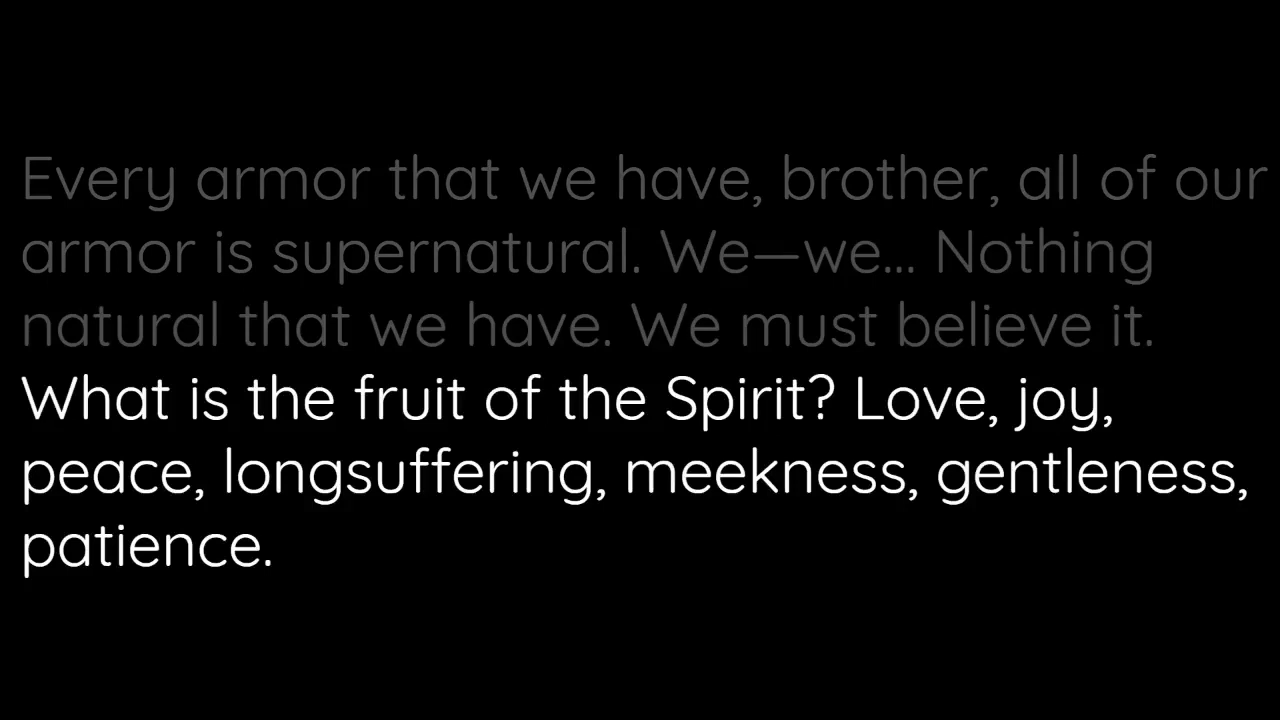 Every armor that we have, brother, all of our
armor is supernatural. We—we... Nothing
natural that we have. We must believe it.
What is the fruit of the Spirit? Love, joy,
peace, longsuffering, meekness, gentleness,
patience.